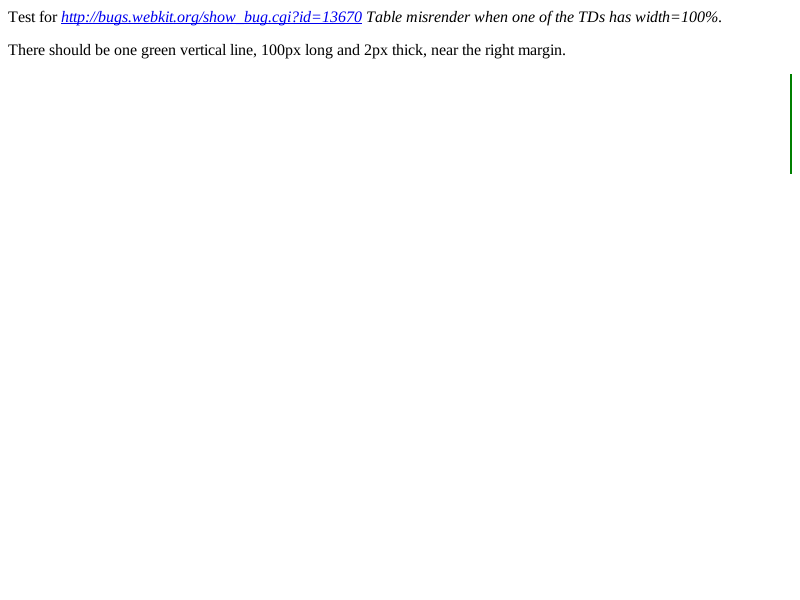 Test for http://bugs.webkit.org/show_bug.cgi?id=13670 Table misrender when one of the TDs has width=100%.
There should be one green vertical line, 100px long and 2px thick, near the right margin.